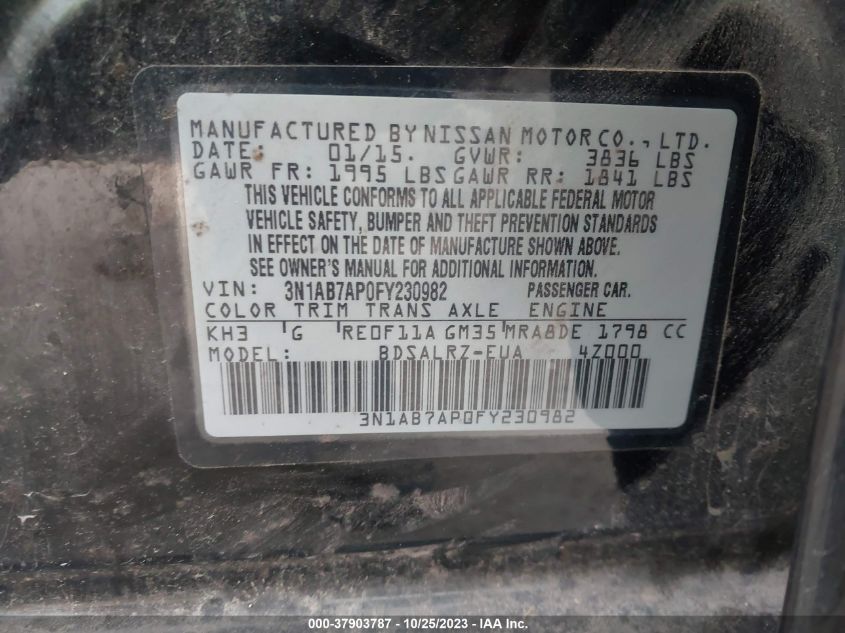 MANUFACTURED BY NISSAN MOTOR CO., LTD.
DATE: 01/15. GVWR: 3836 LBS
GAWR FR: 1995 LBS GAWR RR: 1841 LBS
THIS VEHICLE CONFORMS TO ALL APPLICABLE FEDERAL MOTOR
VEHICLE SAFETY, BUMPER AND THEFT PREVENTION STANDARDS
IN EFFECT ON THE DATE OF MANUFACTURE SHOWN ABOVE.
SEE OWNER'S MANUAL FOR ADDITIONAL INFORMATION.
VIN: 3N1AB7AP0FY230982 PASSENGER CAR.
COLOR TRIM TRANS AXLE ENGINE
KH3 G RE0F11A GM35 MRA8DE 1798 CC
MODEL: BDSALRZ-EUA 4Z000
3N1AB7AP0FY230982
000-37903787 - 10/25/2023 - IAA Inc.